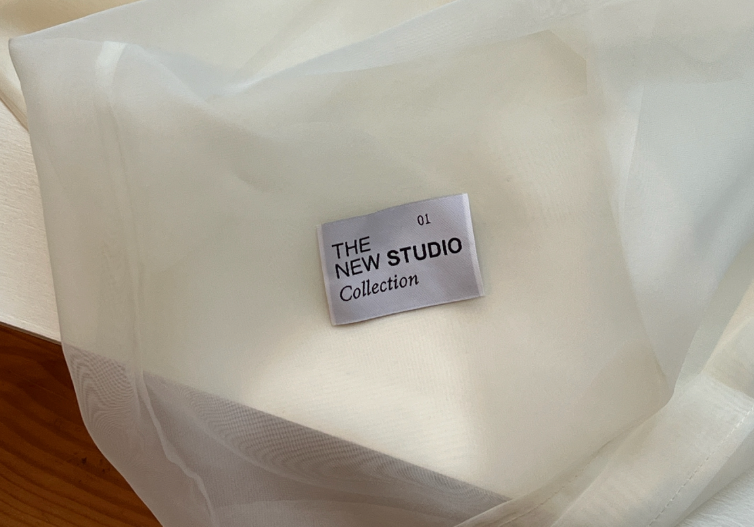 01
THE
NEW STUDIO
Collection